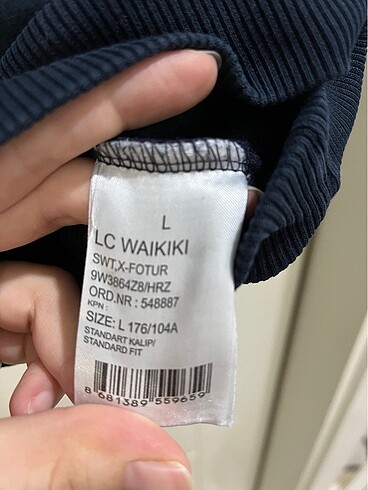 L
LC WAIKIKI
SWT,X-FOTUR
9W3864Z8/HRZ
ORD.NR : 548887
KPN :
SIZE: L 176/104A
STANDART KALIP/
STANDARD FIT
8 681389 559659